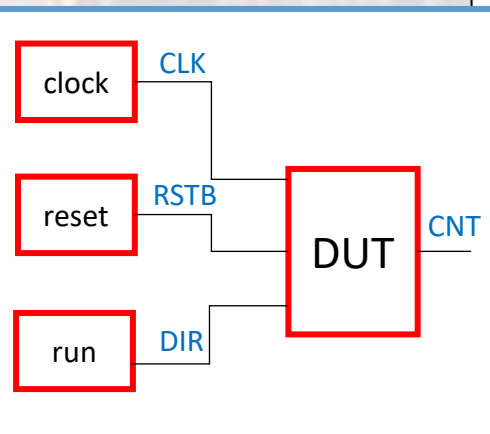 clock
CLK
reset
RSTB
run
DIR
DUT
CNT